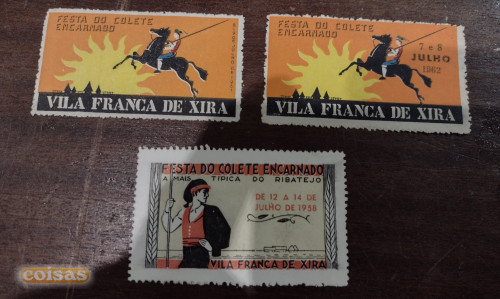 FESTA DO COLETE
ENCARNADO
VILA FRANCA DE XIRA
FESTA DO COLETE
ENCARNADO
7 e 8
JULHO
1962
VILA FRANCA DE XIRA
FESTA DO COLETE ENCARNADO
A MAIS TÍPICA DO RIBATEJO
DE 12 A 14 DE
JULHO DE 1958
VILA FRANCA DE XIRA
coisas